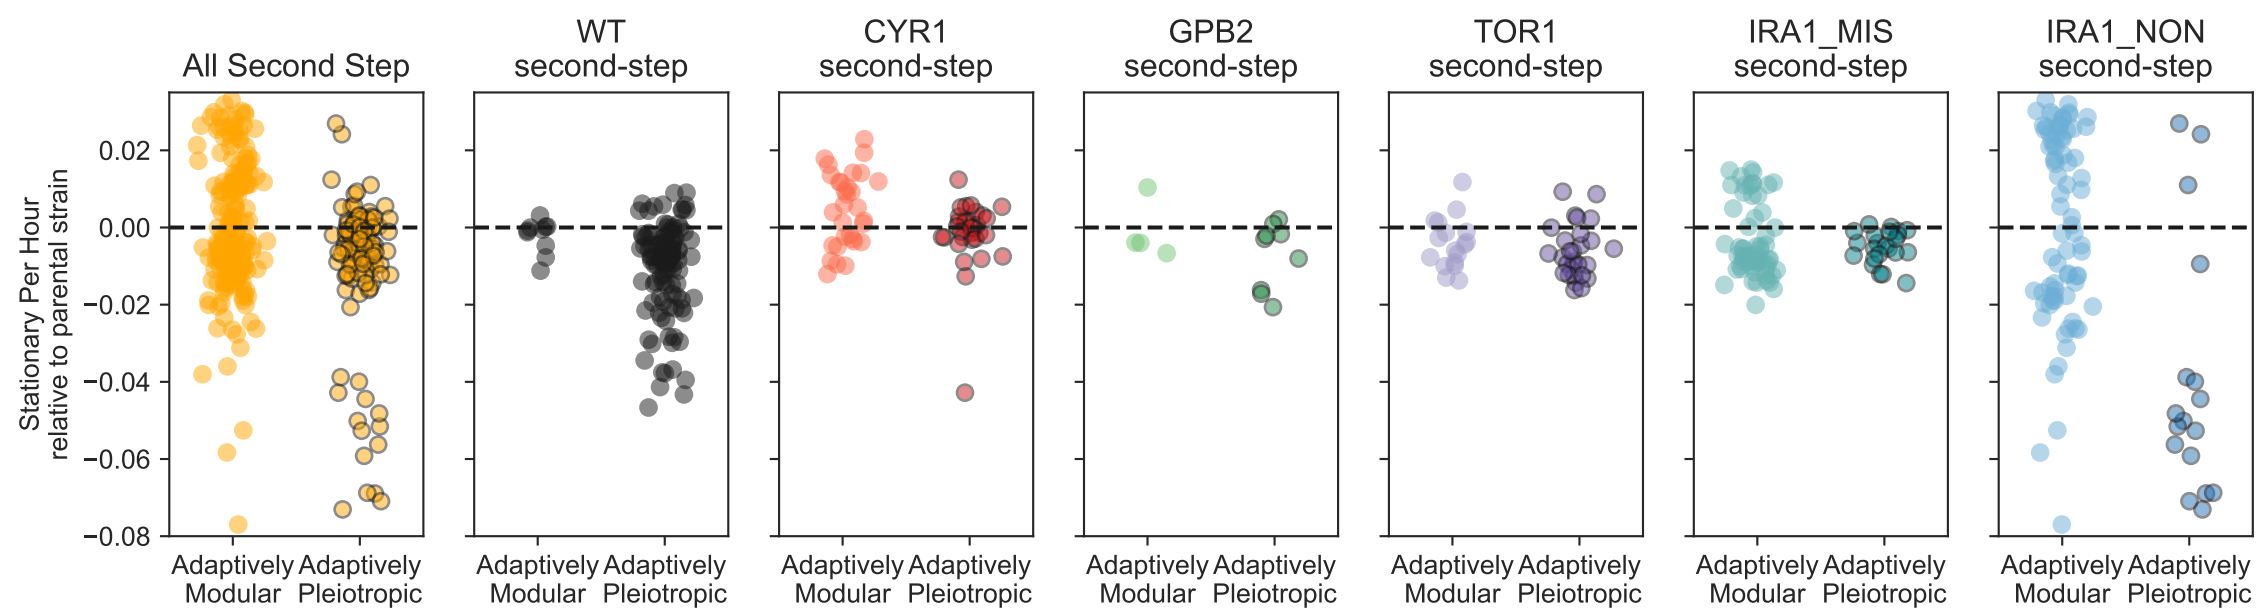 All Second Step
WT
second-step
CYR1
second-step
GPB2
second-step
TOR1
second-step
IRA1_MIS
second-step
IRA1_NON
second-step
Stationary Per Hour
relative to parental strain
0.02
0.00
−0.02
−0.04
−0.06
−0.08
Adaptively
Modular
Adaptively
Pleiotropic
Adaptively
Modular
Adaptively
Pleiotropic
Adaptively
Modular
Adaptively
Pleiotropic
Adaptively
Modular
Adaptively
Pleiotropic
Adaptively
Modular
Adaptively
Pleiotropic
Adaptively
Modular
Adaptively
Pleiotropic
Adaptively
Modular
Adaptively
Pleiotropic